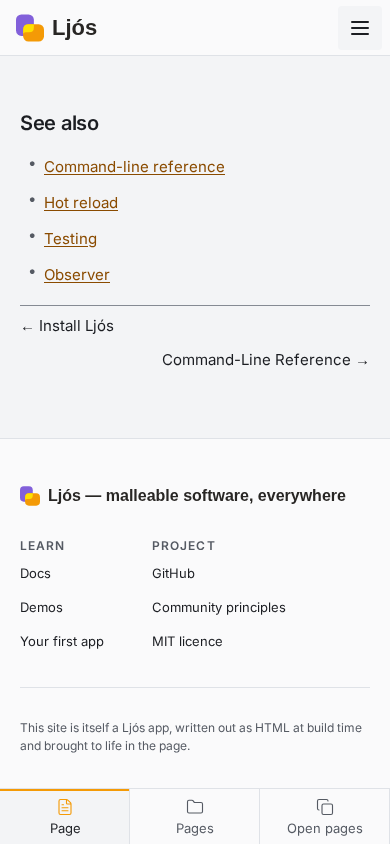 Ljós
See also
Command-line reference
Hot reload
Testing
Observer
← Install Ljós
Command-Line Reference →
Ljós — malleable software, everywhere
LEARN
Docs
Demos
Your first app
PROJECT
GitHub
Community principles
MIT licence
This site is itself a Ljós app, written out as HTML at build time
and brought to life in the page.
Page
Pages
Open pages